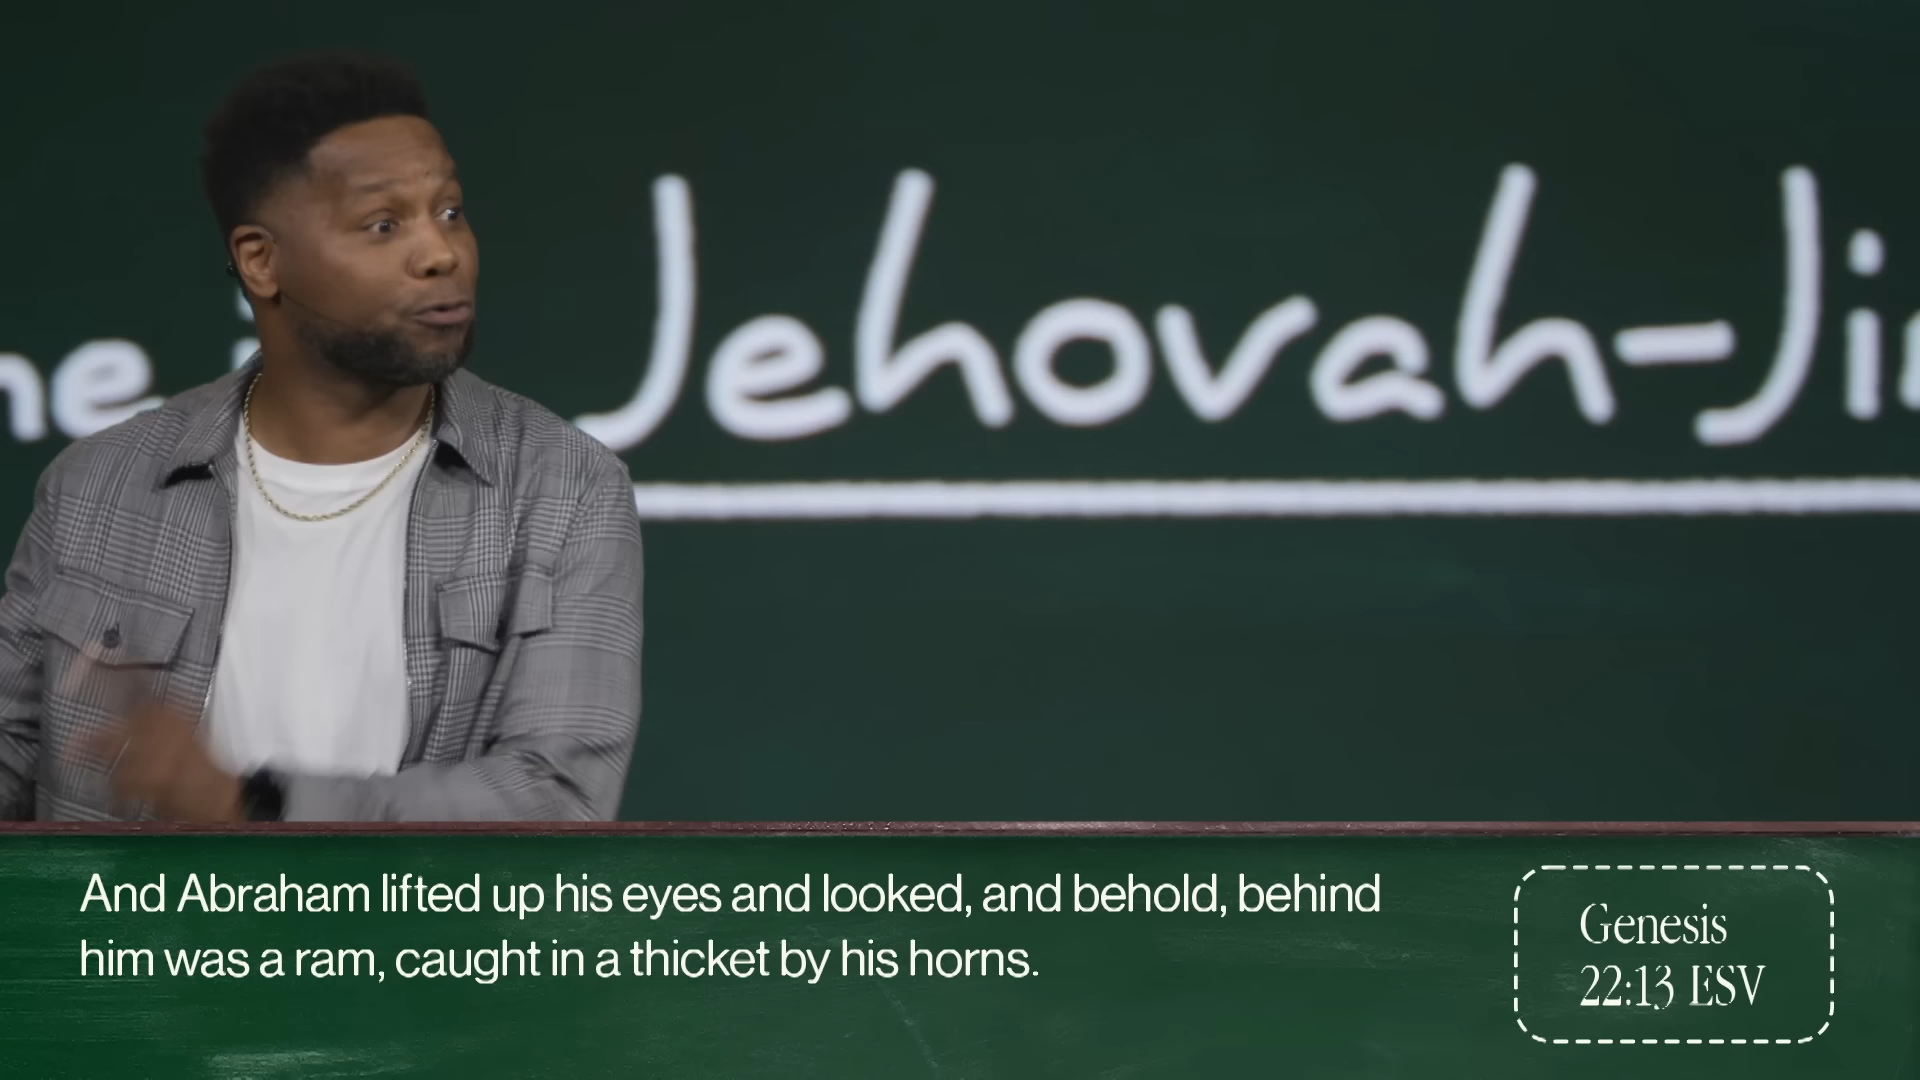 he i Jehovah-Ji
And Abraham lifted up his eyes and looked, and behold, behind
him was a ram, caught in a thicket by his horns.
Genesis
22:13 ESV